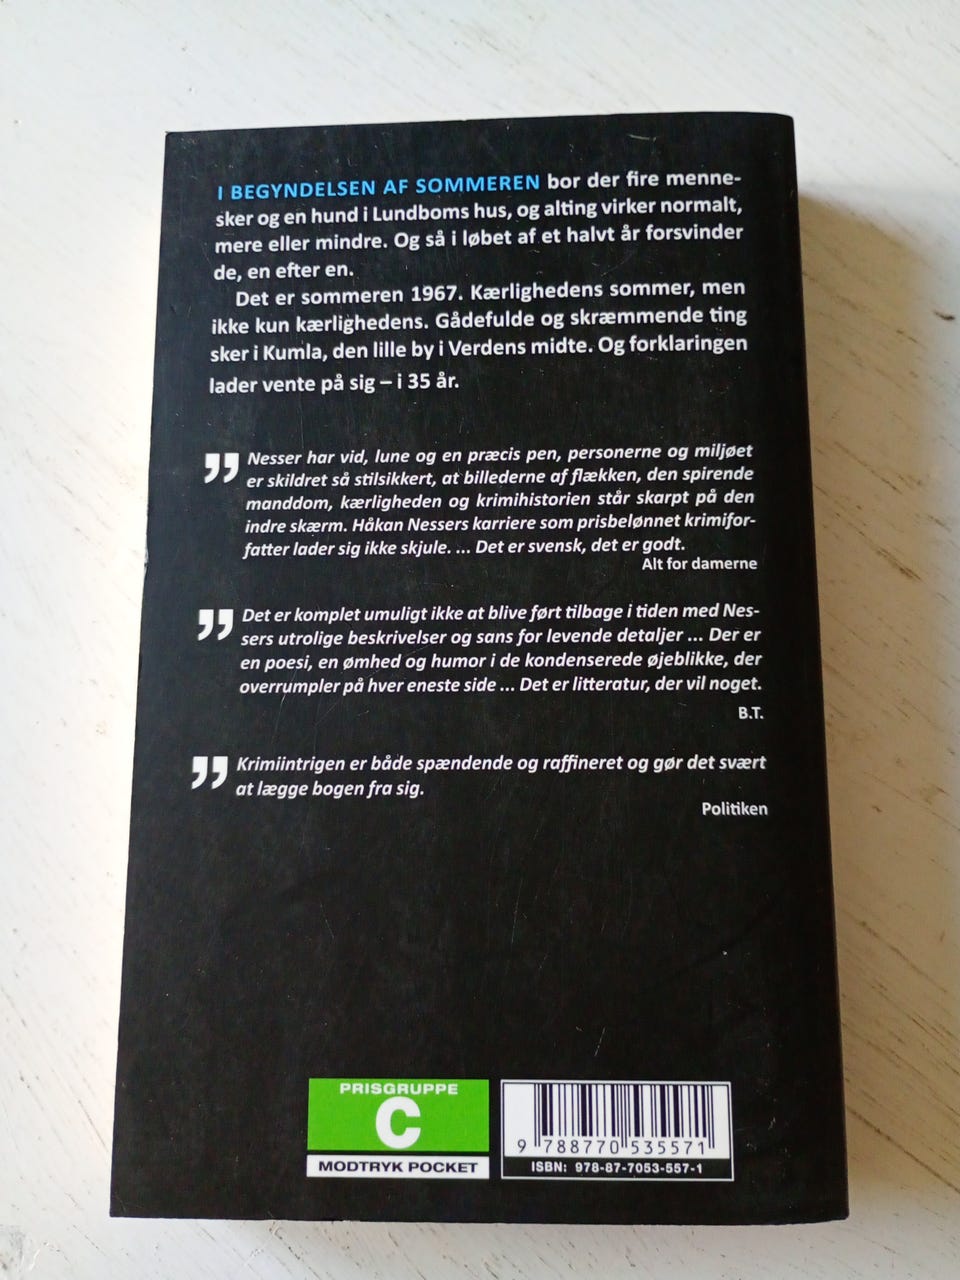 I BEGYNDELSEN AF SOMMEREN bor der fire menne-
sker og en hund i Lundboms hus, og alting virker normalt,
mere eller mindre. Og så i løbet af et halvt år forsvinder
de, en efter en.
Det er sommeren 1967. Kærlighedens sommer, men
ikke kun kærlighedens. Gådefulde og skræmmende ting
sker i Kumla, den lille by i Verdens midte. Og forklaringen
lader vente på sig – i 35 år.
” Nesser har vid, lune og en præcis pen, personerne og miljøet
er skildret så stilsikkert, at billederne af flækken, den spirende
manddom, kærligheden og krimihistorien står skarpt på den
indre skærm. Håkan Nessers karriere som prisbelønnet krimifor-
fatter lader sig ikke skjule. ... Det er svensk, det er godt.
Alt for damerne
” Det er komplet umuligt ikke at blive ført tilbage i tiden med Nes-
sers utrolige beskrivelser og sans for levende detaljer ... Der er
en poesi, en ømhed og humor i de kondenserede øjeblikke, der
overrumpler på hver eneste side ... Det er litteratur, der vil noget.
B.T.
” Krimiintrigen er både spændende og raffineret og gør det svært
at lægge bogen fra sig.
Politiken
PRISGRUPPE
C
MODTRYK POCKET
9 788770 535571
ISBN: 978-87-7053-557-1